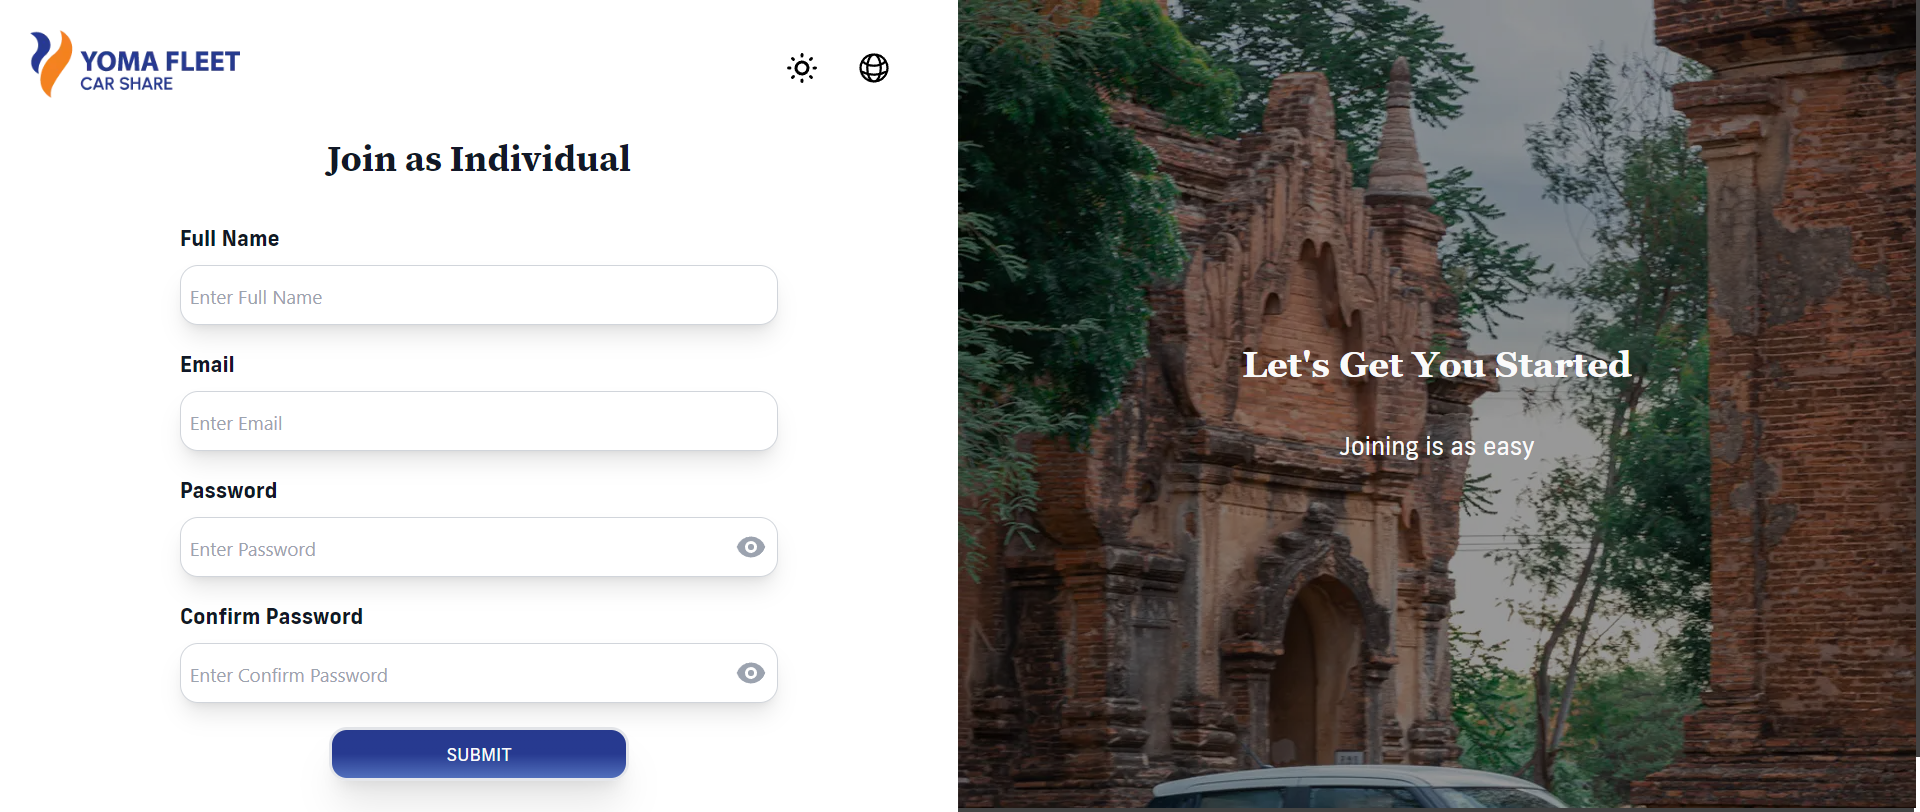 YOMA FLEET
CAR SHARE
Join as Individual
Full Name
Enter Full Name
Email
Enter Email
Password
Enter Password
Confirm Password
Enter Confirm Password
SUBMIT
Let's Get You Started
Joining is as easy